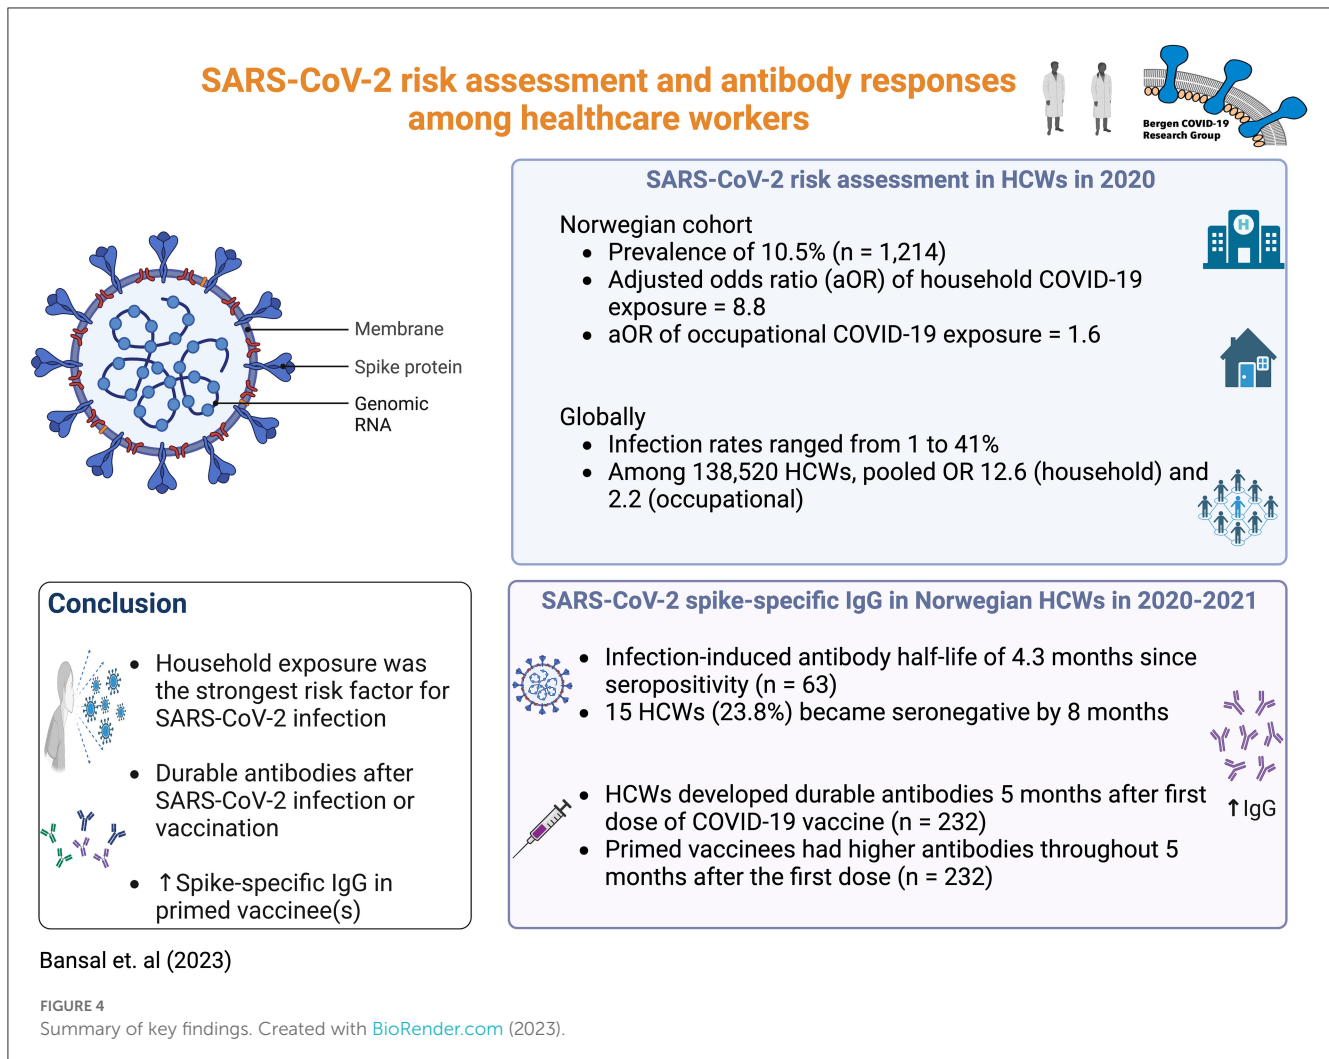 SARS-CoV-2 risk assessment and antibody responses
among healthcare workers
Bergen COVID-19
Research Group
Membrane
Spike protein
Genomic
RNA
SARS-CoV-2 risk assessment in HCWs in 2020
H
Norwegian cohort
• Prevalence of 10.5% (n = 1,214)
• Adjusted odds ratio (aOR) of household COVID-19
exposure = 8.8
• aOR of occupational COVID-19 exposure = 1.6
Globally
• Infection rates ranged from 1 to 41%
• Among 138,520 HCWs, pooled OR 12.6 (household) and
2.2 (occupational)
Conclusion
• Household exposure was
the strongest risk factor for
SARS-CoV-2 infection
• Durable antibodies after
SARS-CoV-2 infection or
vaccination
• ↑Spike-specific IgG in
primed vaccinee(s)
SARS-CoV-2 spike-specific IgG in Norwegian HCWs in 2020-2021
• Infection-induced antibody half-life of 4.3 months since
seropositivity (n = 63)
• 15 HCWs (23.8%) became seronegative by 8 months
• HCWs developed durable antibodies 5 months after first
dose of COVID-19 vaccine (n = 232)
• Primed vaccinees had higher antibodies throughout 5
months after the first dose (n = 232)
↑IgG
Bansal et. al (2023)
FIGURE 4
Summary of key findings. Created with BioRender.com (2023).